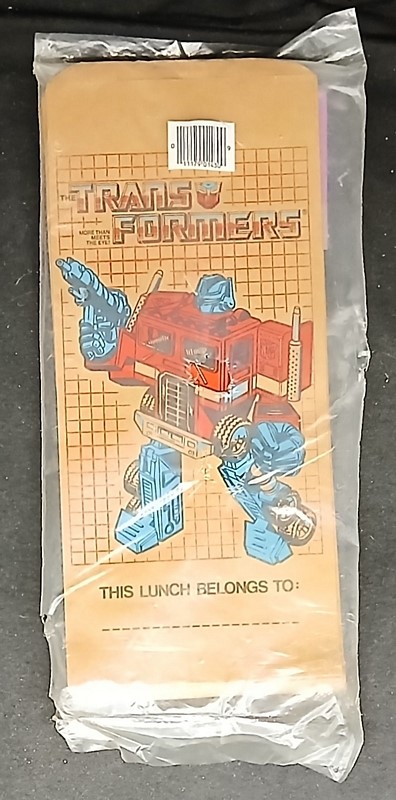 THE TRANS
FORMERS
MORE THAN
MEETS
THE EYE!
THIS LUNCH BELONGS TO: